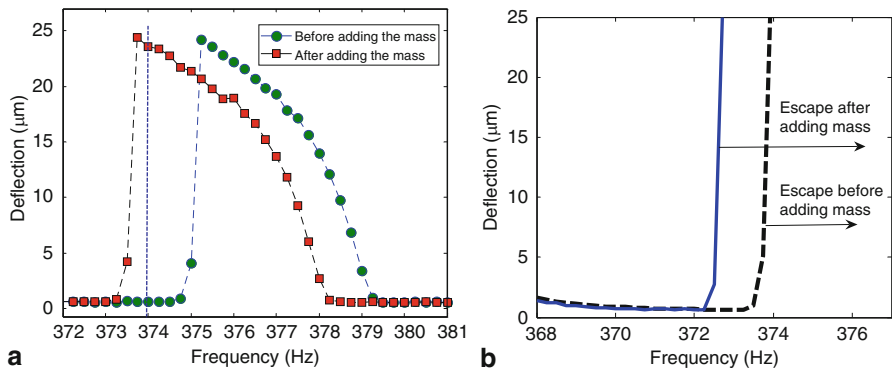 25
20
15
10
5
0
Deflection (μm)
Before adding the mass
After adding the mass
372 373 374 375 376 377 378 379 380 381
Frequency (Hz)
a
25
20
15
10
5
0
Deflection (μm)
Escape after
adding mass
Escape before
adding mass
368 370 372 374 376
Frequency (Hz)
b